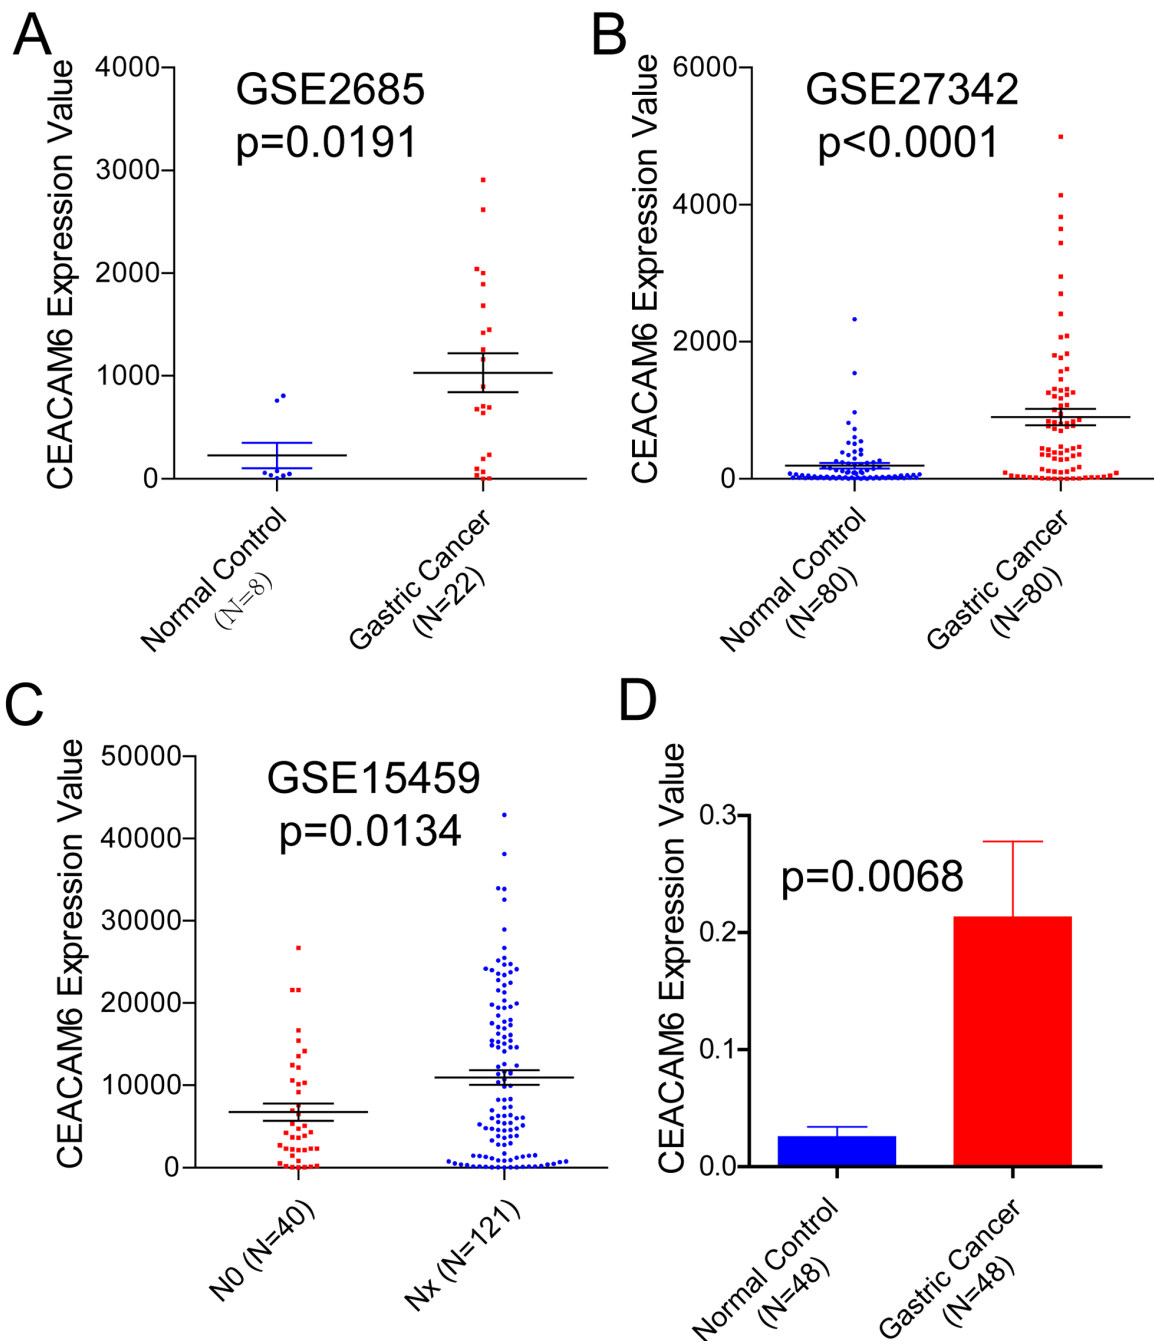 A
CEACAM6 Expression Value
4000
3000
2000
1000
0
GSE2685
p=0.0191
Normal Control
(N=8)
Gastric Cancer
(N=22)
B
CEACAM6 Expression Value
6000
4000
2000
0
GSE27342
p<0.0001
Normal Control
(N=80)
Gastric Cancer
(N=80)
C
CEACAM6 Expression Value
50000
40000
30000
20000
10000
0
GSE15459
p=0.0134
N0 (N=40)
Nx (N=121)
D
CEACAM6 Expression Value
0.3
0.2
0.1
0.0
p=0.0068
Normal Control
(N=48)
Gastric Cancer
(N=48)